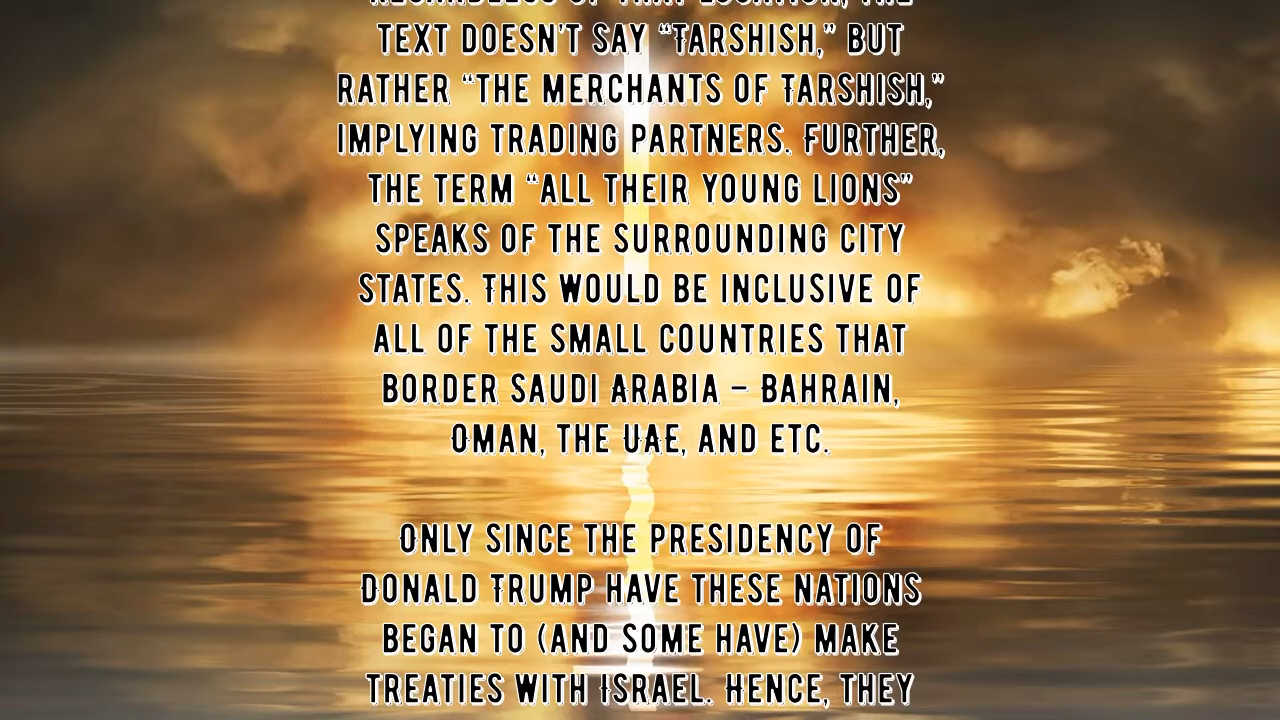 TEXT DOESN'T SAY “TARSHISH,” BUT
RATHER “THE MERCHANTS OF TARSHISH,”
IMPLYING TRADING PARTNERS. FURTHER,
THE TERM “ALL THEIR YOUNG LIONS”
SPEAKS OF THE SURROUNDING CITY
STATES. THIS WOULD BE INCLUSIVE OF
ALL OF THE SMALL COUNTRIES THAT
BORDER SAUDI ARABIA – BAHRAIN,
OMAN, THE UAE, AND ETC.
ONLY SINCE THE PRESIDENCY OF
DONALD TRUMP HAVE THESE NATIONS
BEGAN TO (AND SOME HAVE) MAKE
TREATIES WITH ISRAEL. HENCE, THEY